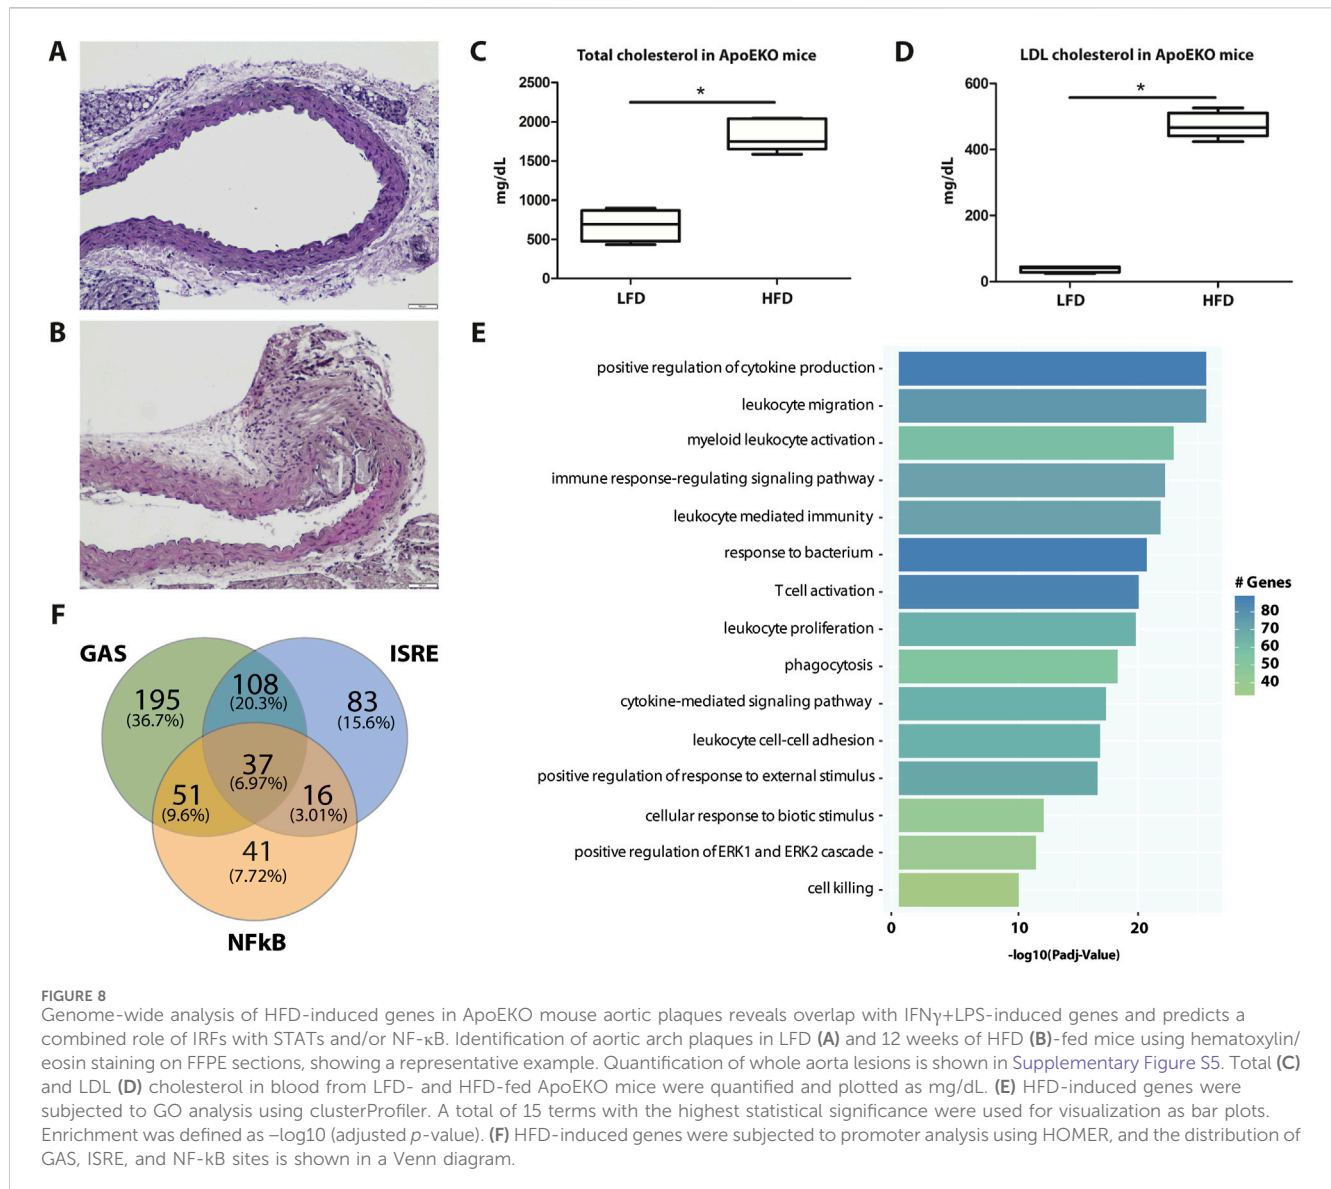 A
B
C
Total cholesterol in ApoEKO mice
*
2500
2000
1500
1000
500
0
mg/dL
LFD
HFD
D
LDL cholesterol in ApoEKO mice
*
600
400
200
0
mg/dL
LFD
HFD
E
positive regulation of cytokine production
leukocyte migration
myeloid leukocyte activation
immune response-regulating signaling pathway
leukocyte mediated immunity
response to bacterium
T cell activation
leukocyte proliferation
phagocytosis
cytokine-mediated signaling pathway
leukocyte cell-cell adhesion
positive regulation of response to external stimulus
cellular response to biotic stimulus
positive regulation of ERK1 and ERK2 cascade
cell killing
0
10
20
-log10(Padj-Value)
# Genes
80
70
60
50
40
F
GAS
ISRE
195
(36.7%)
108
(20.3%)
83
(15.6%)
37
(6.97%)
51
(9.6%)
16
(3.01%)
41
(7.72%)
NFkB
FIGURE 8
Genome-wide analysis of HFD-induced genes in ApoEKO mouse aortic plaques reveals overlap with IFNγ+LPS-induced genes and predicts a
combined role of IRFs with STATs and/or NF-κB. Identification of aortic arch plaques in LFD (A) and 12 weeks of HFD (B)-fed mice using hematoxylin/
eosin staining on FFPE sections, showing a representative example. Quantification of whole aorta lesions is shown in Supplementary Figure S5. Total (C)
and LDL (D) cholesterol in blood from LFD- and HFD-fed ApoEKO mice were quantified and plotted as mg/dL. (E) HFD-induced genes were
subjected to GO analysis using clusterProfiler. A total of 15 terms with the highest statistical significance were used for visualization as bar plots.
Enrichment was defined as –log10 (adjusted p-value). (F) HFD-induced genes were subjected to promoter analysis using HOMER, and the distribution of
GAS, ISRE, and NF-kB sites is shown in a Venn diagram.